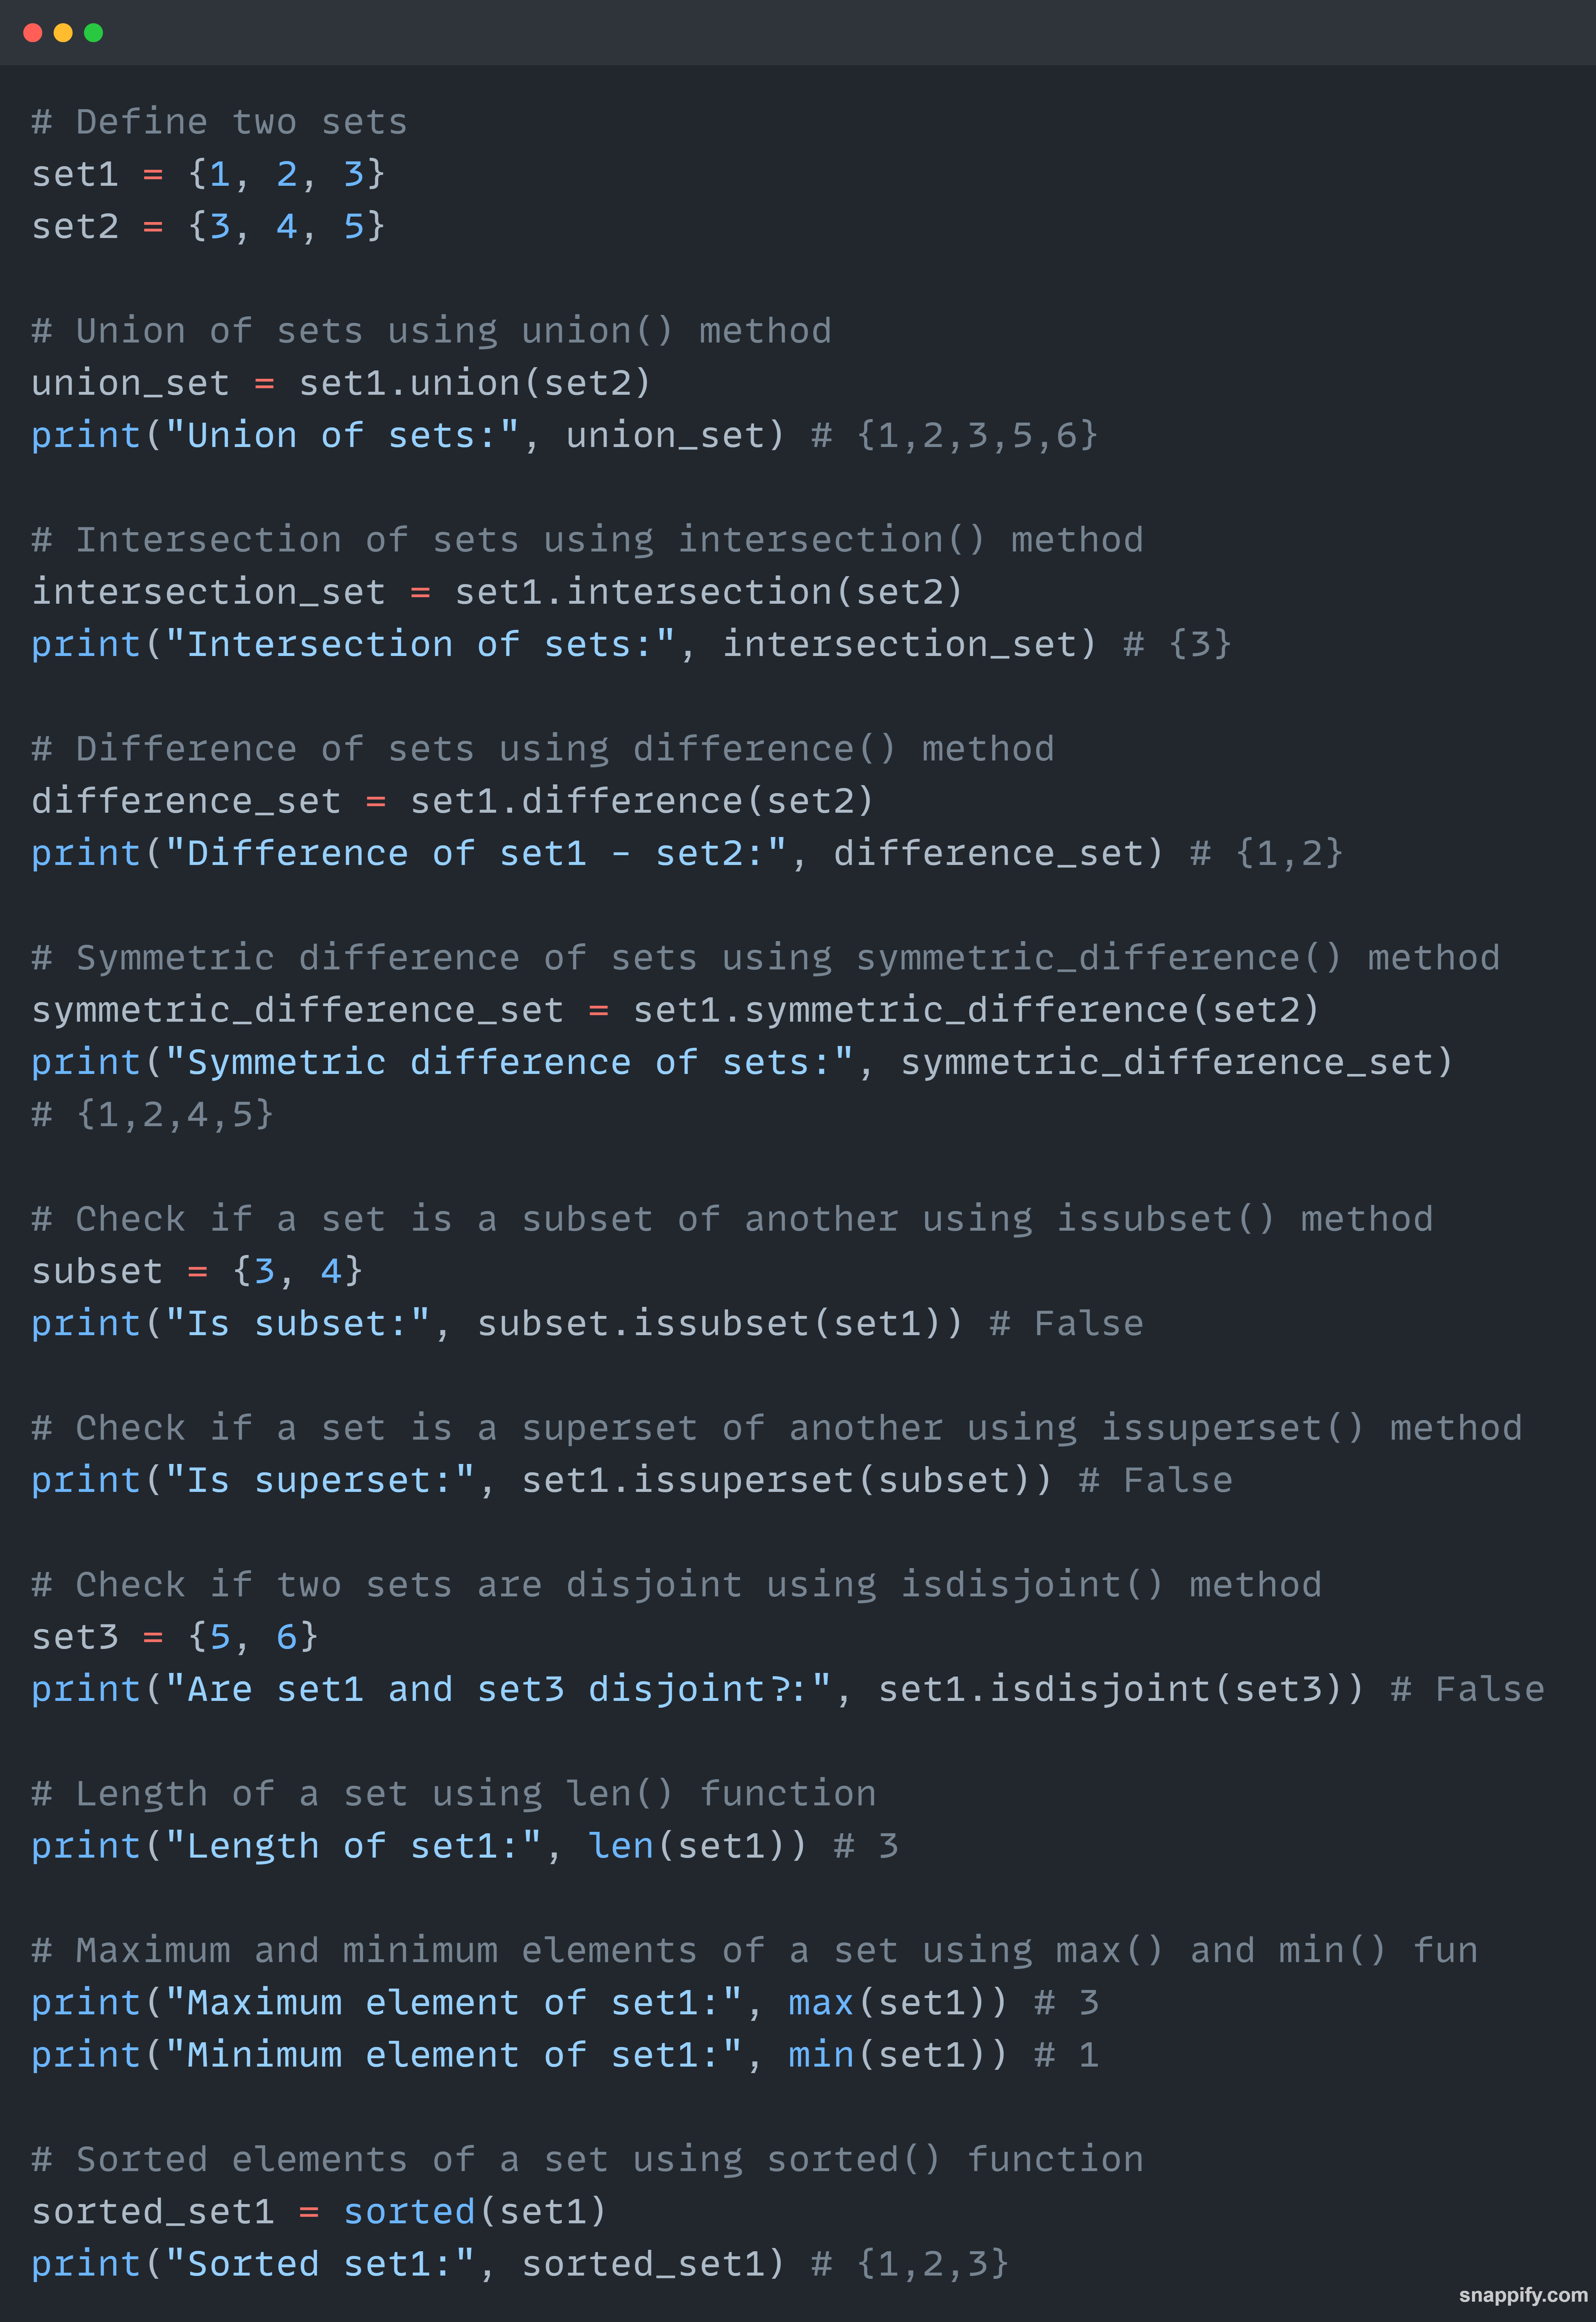 # Define two sets
set1 = {1, 2, 3}
set2 = {3, 4, 5}
# Union of sets using union() method
union_set = set1.union(set2)
print("Union of sets:", union_set) # {1,2,3,5,6}
# Intersection of sets using intersection() method
intersection_set = set1.intersection(set2)
print("Intersection of sets:", intersection_set) # {3}
# Difference of sets using difference() method
difference_set = set1.difference(set2)
print("Difference of set1 - set2:", difference_set) # {1,2}
# Symmetric difference of sets using symmetric_difference() method
symmetric_difference_set = set1.symmetric_difference(set2)
print("Symmetric difference of sets:", symmetric_difference_set)
# {1,2,4,5}
# Check if a set is a subset of another using issubset() method
subset = {3, 4}
print("Is subset:", subset.issubset(set1)) # False
# Check if a set is a superset of another using issuperset() method
print("Is superset:", set1.issuperset(subset)) # False
# Check if two sets are disjoint using isdisjoint() method
set3 = {5, 6}
print("Are set1 and set3 disjoint?:", set1.isdisjoint(set3)) # False
# Length of a set using len() function
print("Length of set1:", len(set1)) # 3
# Maximum and minimum elements of a set using max() and min() fun
print("Maximum element of set1:", max(set1)) # 3
print("Minimum element of set1:", min(set1)) # 1
# Sorted elements of a set using sorted() function
sorted_set1 = sorted(set1)
print("Sorted set1:", sorted_set1) # {1,2,3}
snappify.com